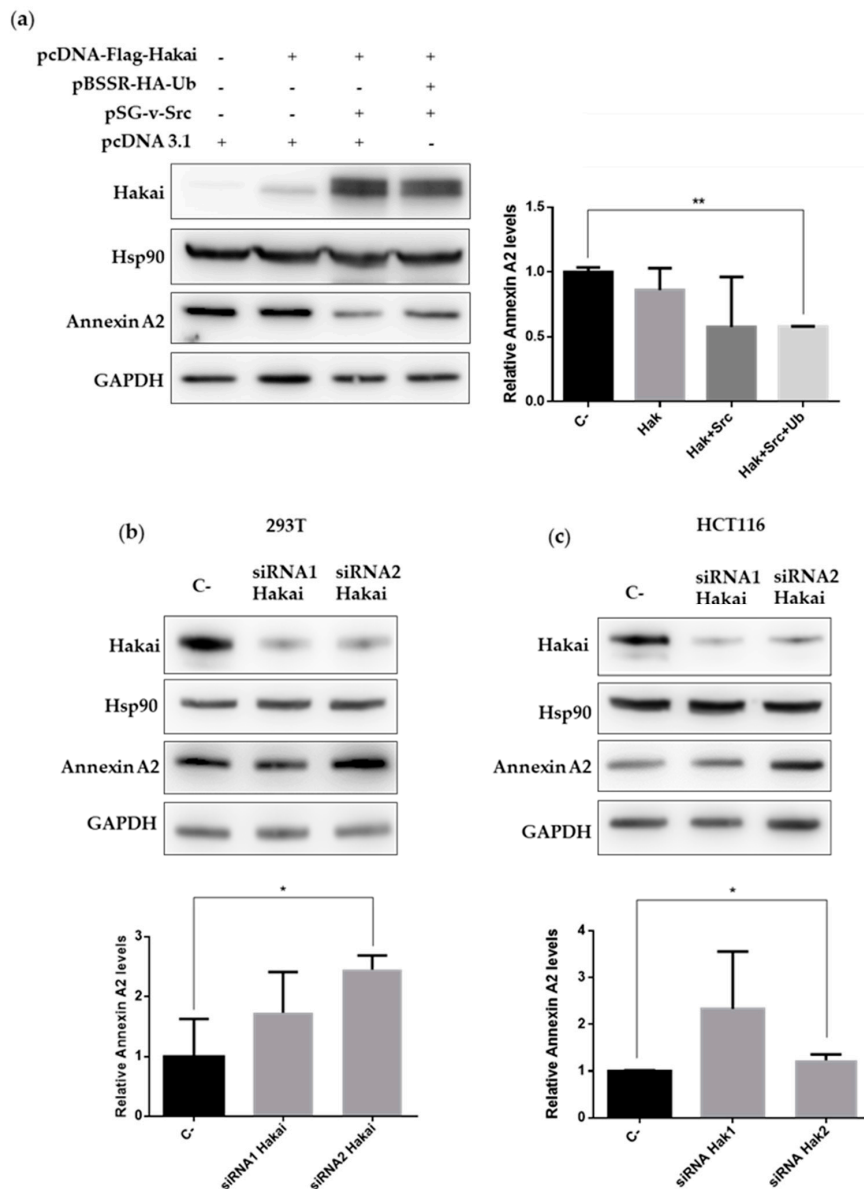 (a)
pcDNA-Flag-Hakai - + + +
pBSSR-HA-Ub - - - +
pSG-v-Src - - + +
pcDNA 3.1 + + + -
Hakai
Hsp90
Annexin A2
GAPDH
Relative Annexin A2 levels
1.5
1.0
0.5
0.0
**
C-
Hak
Hak+Src
Hak+Src+Ub
(b)
293T
C- siRNA1 Hakai siRNA2 Hakai
Hakai
Hsp90
Annexin A2
GAPDH
Relative Annexin A2 levels
3
2
1
0
*
C-
siRNA1 Hakai
siRNA2 Hakai
(c)
HCT116
C- siRNA1 Hakai siRNA2 Hakai
Hakai
Hsp90
Annexin A2
GAPDH
Relative Annexin A2 levels
4
3
2
1
0
*
C-
siRNA Hak1
siRNA Hak2